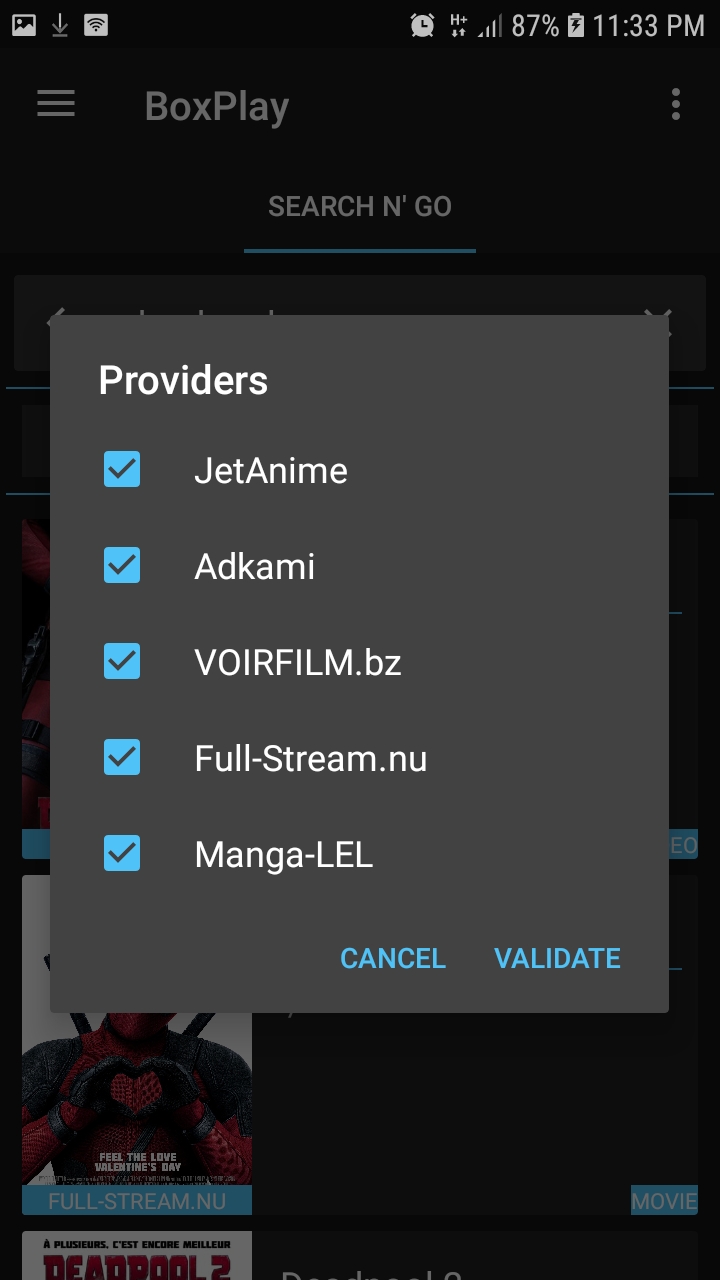 87% 11:33 PM
BoxPlay
SEARCH N' GO
Providers
JetAnime
Adkami
VOIRFILM.bz
Full-Stream.nu
Manga-LEL
CANCEL VALIDATE
FEEL THE LOVE
VALENTINE'S DAY
FULL-STREAM.NU
MOVIE
À PLUSIEURS, C'EST ENCORE MEILLEUR
DEADPOOL 2
Deadpool 2